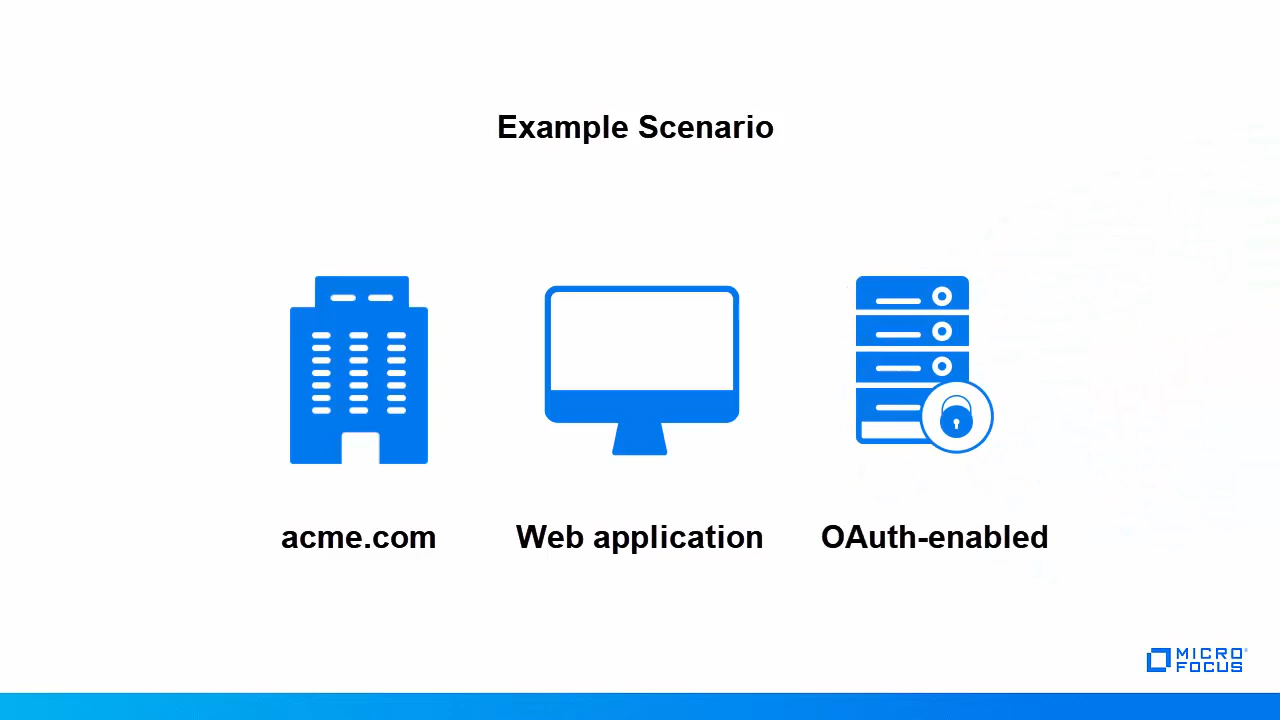 Example Scenario
acme.com
Web application
OAuth-enabled
MICRO
FOCUS